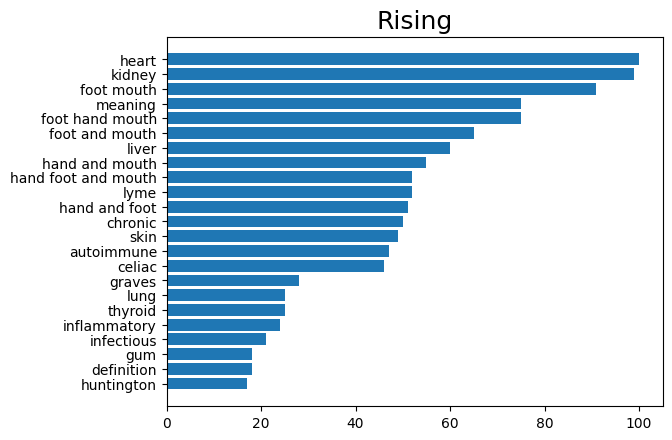 Rising
heart
kidney
foot mouth
meaning
foot hand mouth
foot and mouth
liver
hand and mouth
hand foot and mouth
lyme
hand and foot
chronic
skin
autoimmune
celiac
graves
lung
thyroid
inflammatory
infectious
gum
definition
huntington
0 20 40 60 80 100